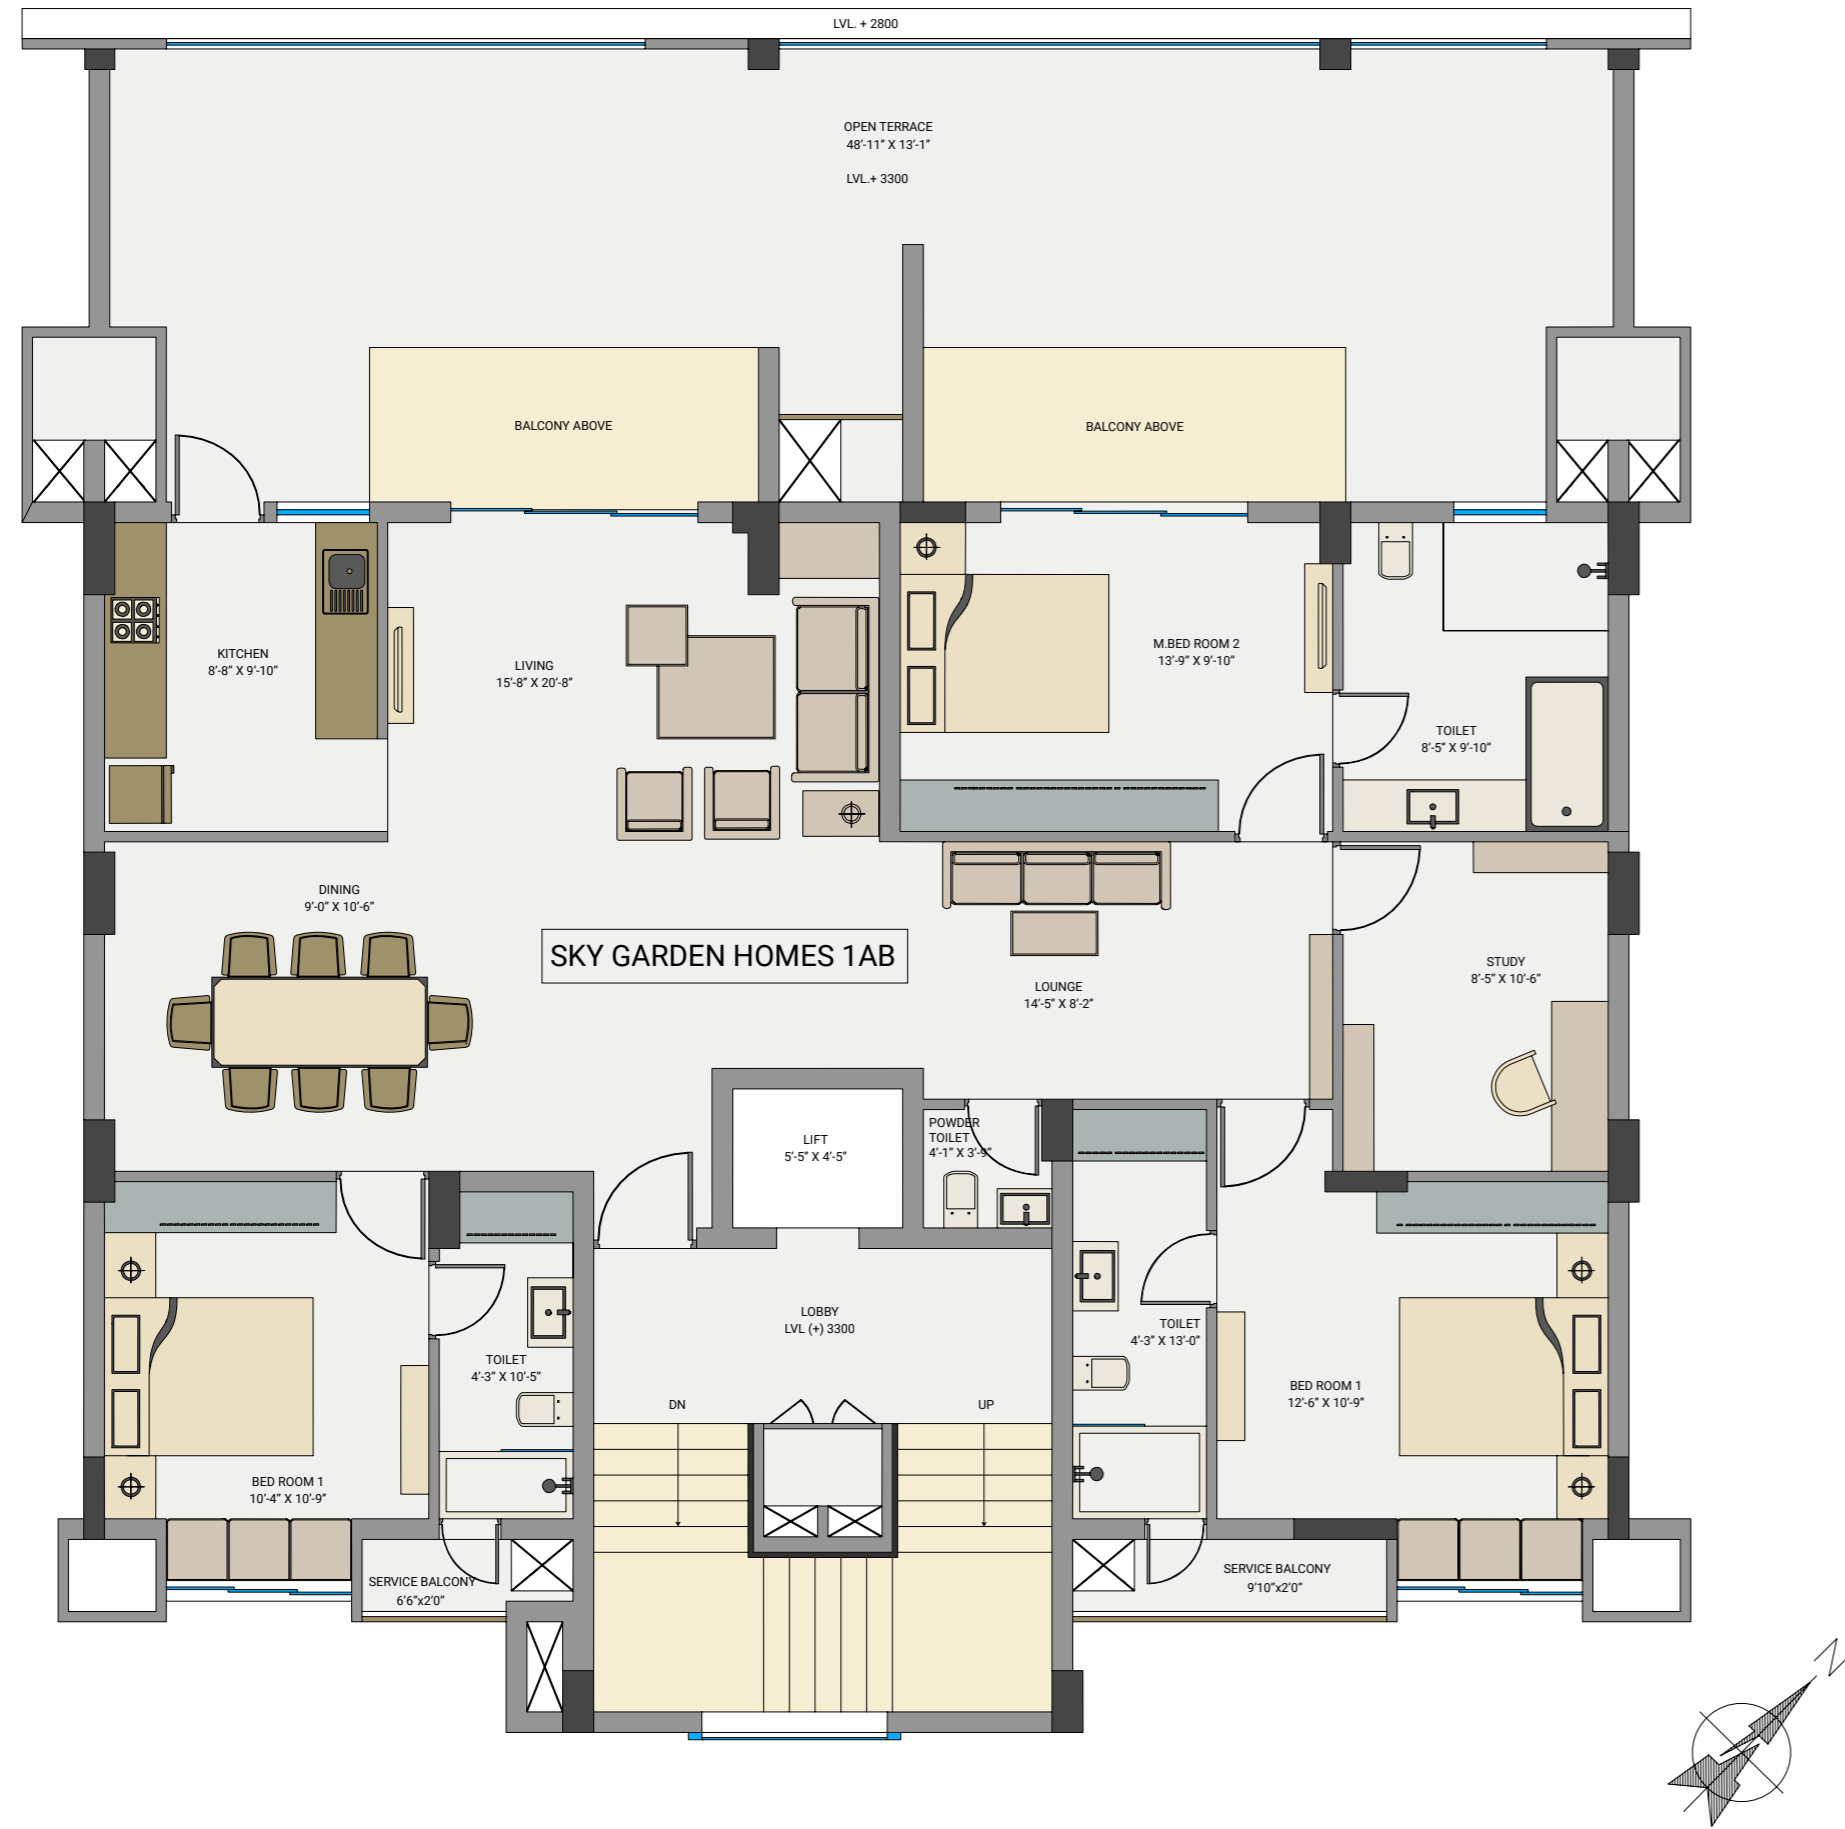 LVL. + 2800
OPEN TERRACE
48'-11" X 13'-1"
LVL.+ 3300
BALCONY ABOVE
BALCONY ABOVE
KITCHEN
8'-8" X 9'-10"
LIVING
15'-8" X 20'-8"
M.BED ROOM 2
13'-9" X 9'-10"
TOILET
8'-5" X 9'-10"
DINING
9'-0" X 10'-6"
SKY GARDEN HOMES 1AB
LOUNGE
14'-5" X 8'-2"
STUDY
8'-5" X 10'-6"
LIFT
5'-5" X 4'-5"
POWDER
TOILET
4'-1" X 3'-9"
LOBBY
LVL (+) 3300
TOILET
4'-3" X 13'-0"
TOILET
4'-3" X 10'-5"
BED ROOM 1
12'-6" X 10'-9"
DN
UP
BED ROOM 1
10'-4" X 10'-9"
SERVICE BALCONY
6'6"x2'0"
SERVICE BALCONY
9'10"x2'0"
N